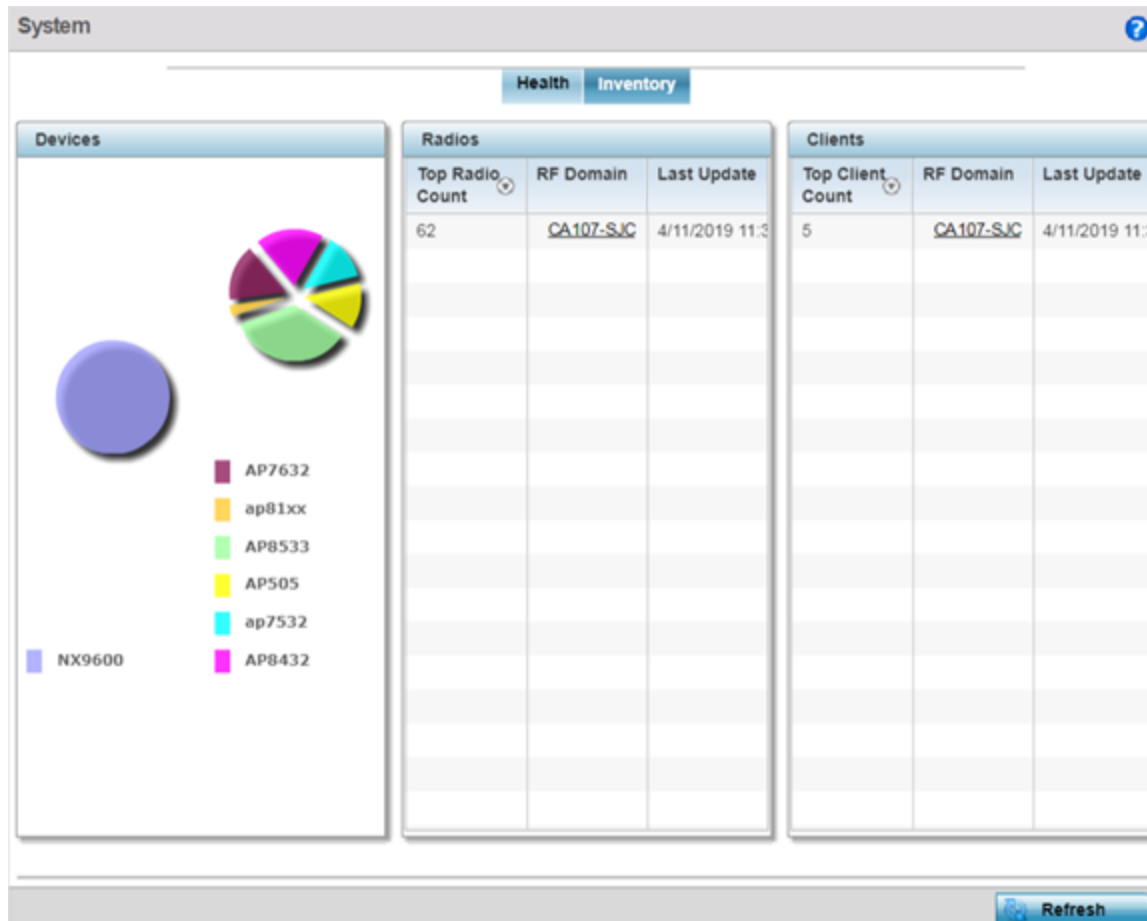 System
?
Health Inventory
Devices
AP7632
ap81xx
AP8533
AP505
ap7532
NX9600 AP8432
Radios
Top Radio RF Domain Last Update
Count
62 CA107-SJC 4/11/2019 11:3
Clients
Top Client RF Domain Last Update
Count
5 CA107-SJC 4/11/2019 11:
Refresh